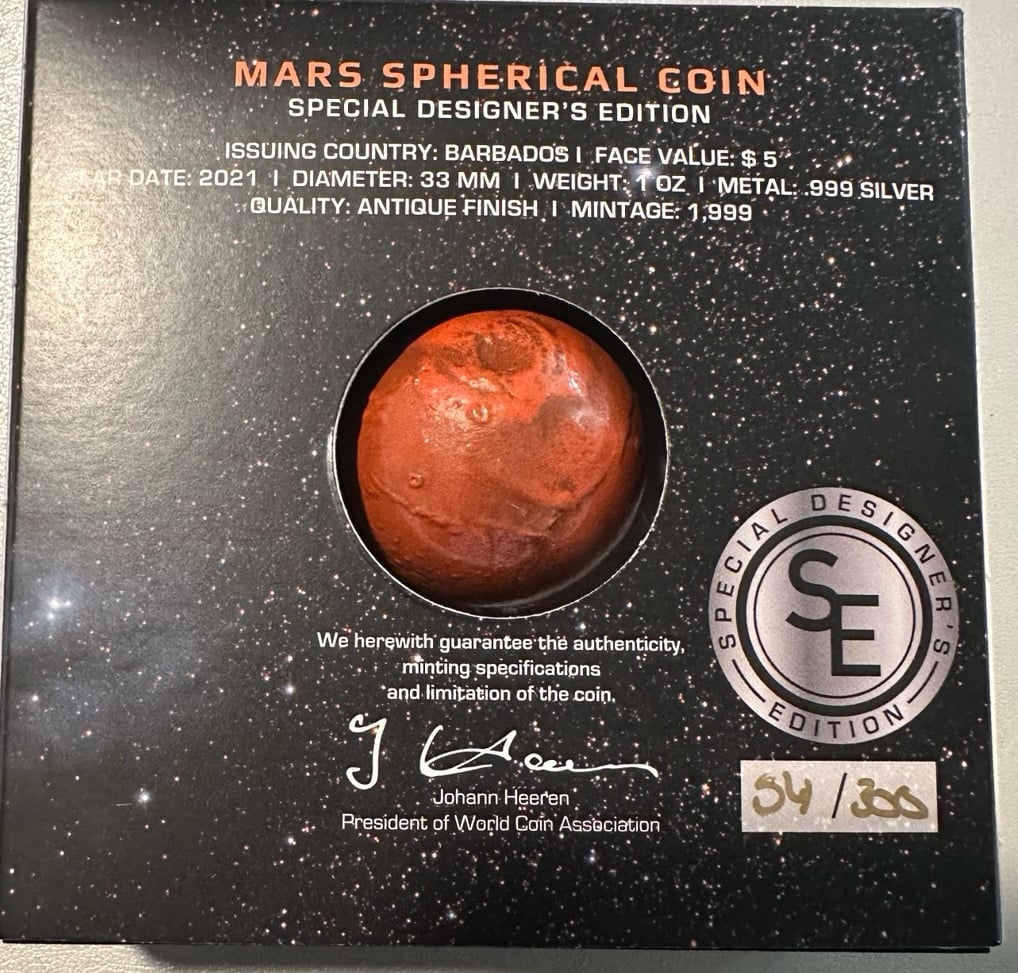 MARS SPHERICAL COIN
SPECIAL DESIGNER'S EDITION
ISSUING COUNTRY: BARBADOS I FACE VALUE: $ 5
DATE: 2021 I DIAMETER: 33 MM I WEIGHT: 1 OZ I METAL: .999 SILVER
QUALITY: ANTIQUE FINISH I MINTAGE: 1,999
SPECIAL DESIGNER'S
SE
EDITION
We herewith guarantee the authenticity,
minting specifications
and limitation of the coin.
Johann Heeren
President of World Coin Association
54/300